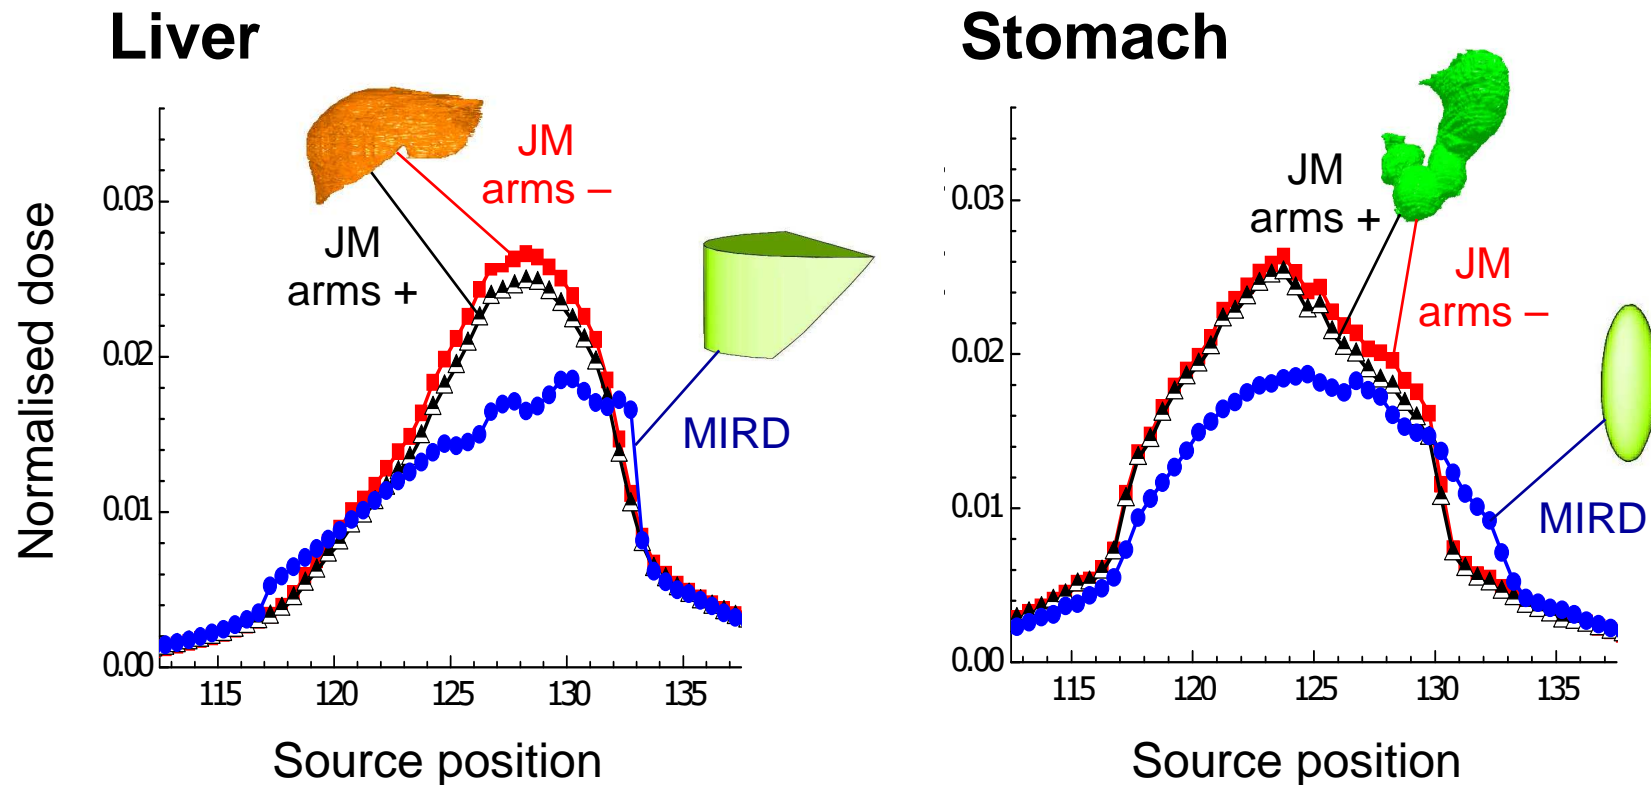 Liver
JM
arms –
JM
arms +
MIRD
Normalised dose
0.03
0.02
0.01
0.00
115 120 125 130 135
Source position
Stomach
JM
arms +
JM
arms –
MIRD
0.03
0.02
0.01
0.00
115 120 125 130 135
Source position